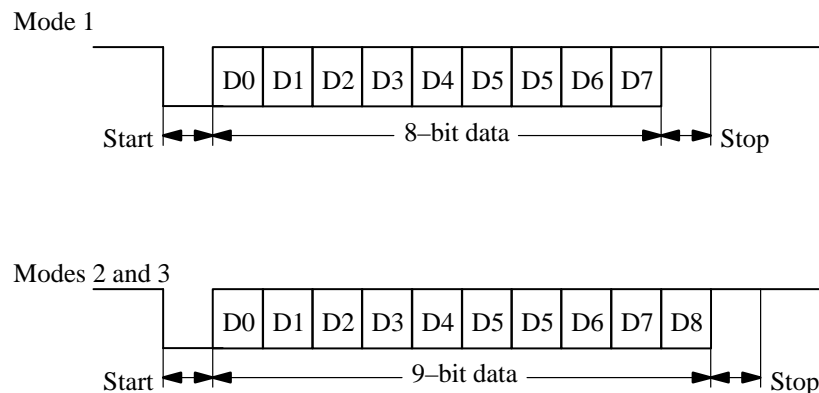 Mode 1
D0 D1 D2 D3 D4 D5 D5 D6 D7
Start 8–bit data Stop
Modes 2 and 3
D0 D1 D2 D3 D4 D5 D5 D6 D7 D8
Start 9–bit data Stop